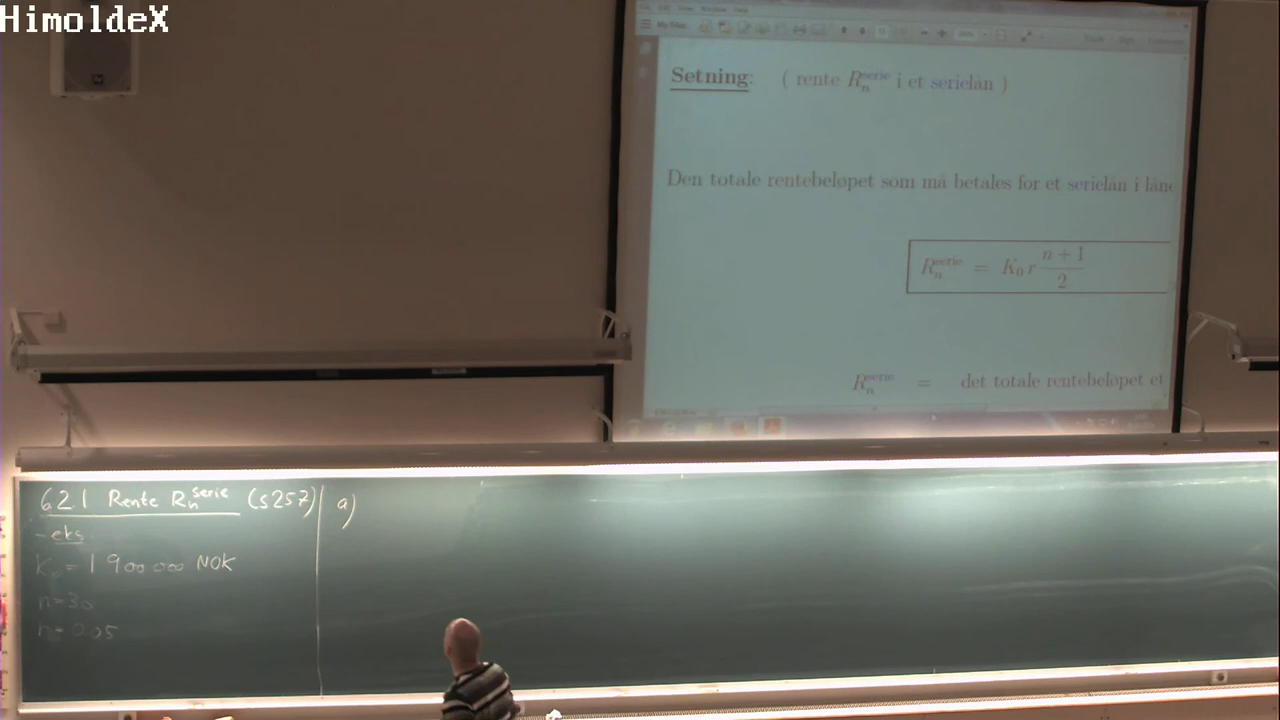 HimoldeX
Setning: ( rente R_n^serie i et serielån )
Den totale rentebeløpet som må betales for et serielån i låne
R_n^serie = K_0 r (n + 1)/2
R_n^serie = det totale rentebeløpet et
6.2.1 Rente R_n^serie (s257)
- eks
K_0 = 1 900 000 NOK
n=30
r=0.05
a)